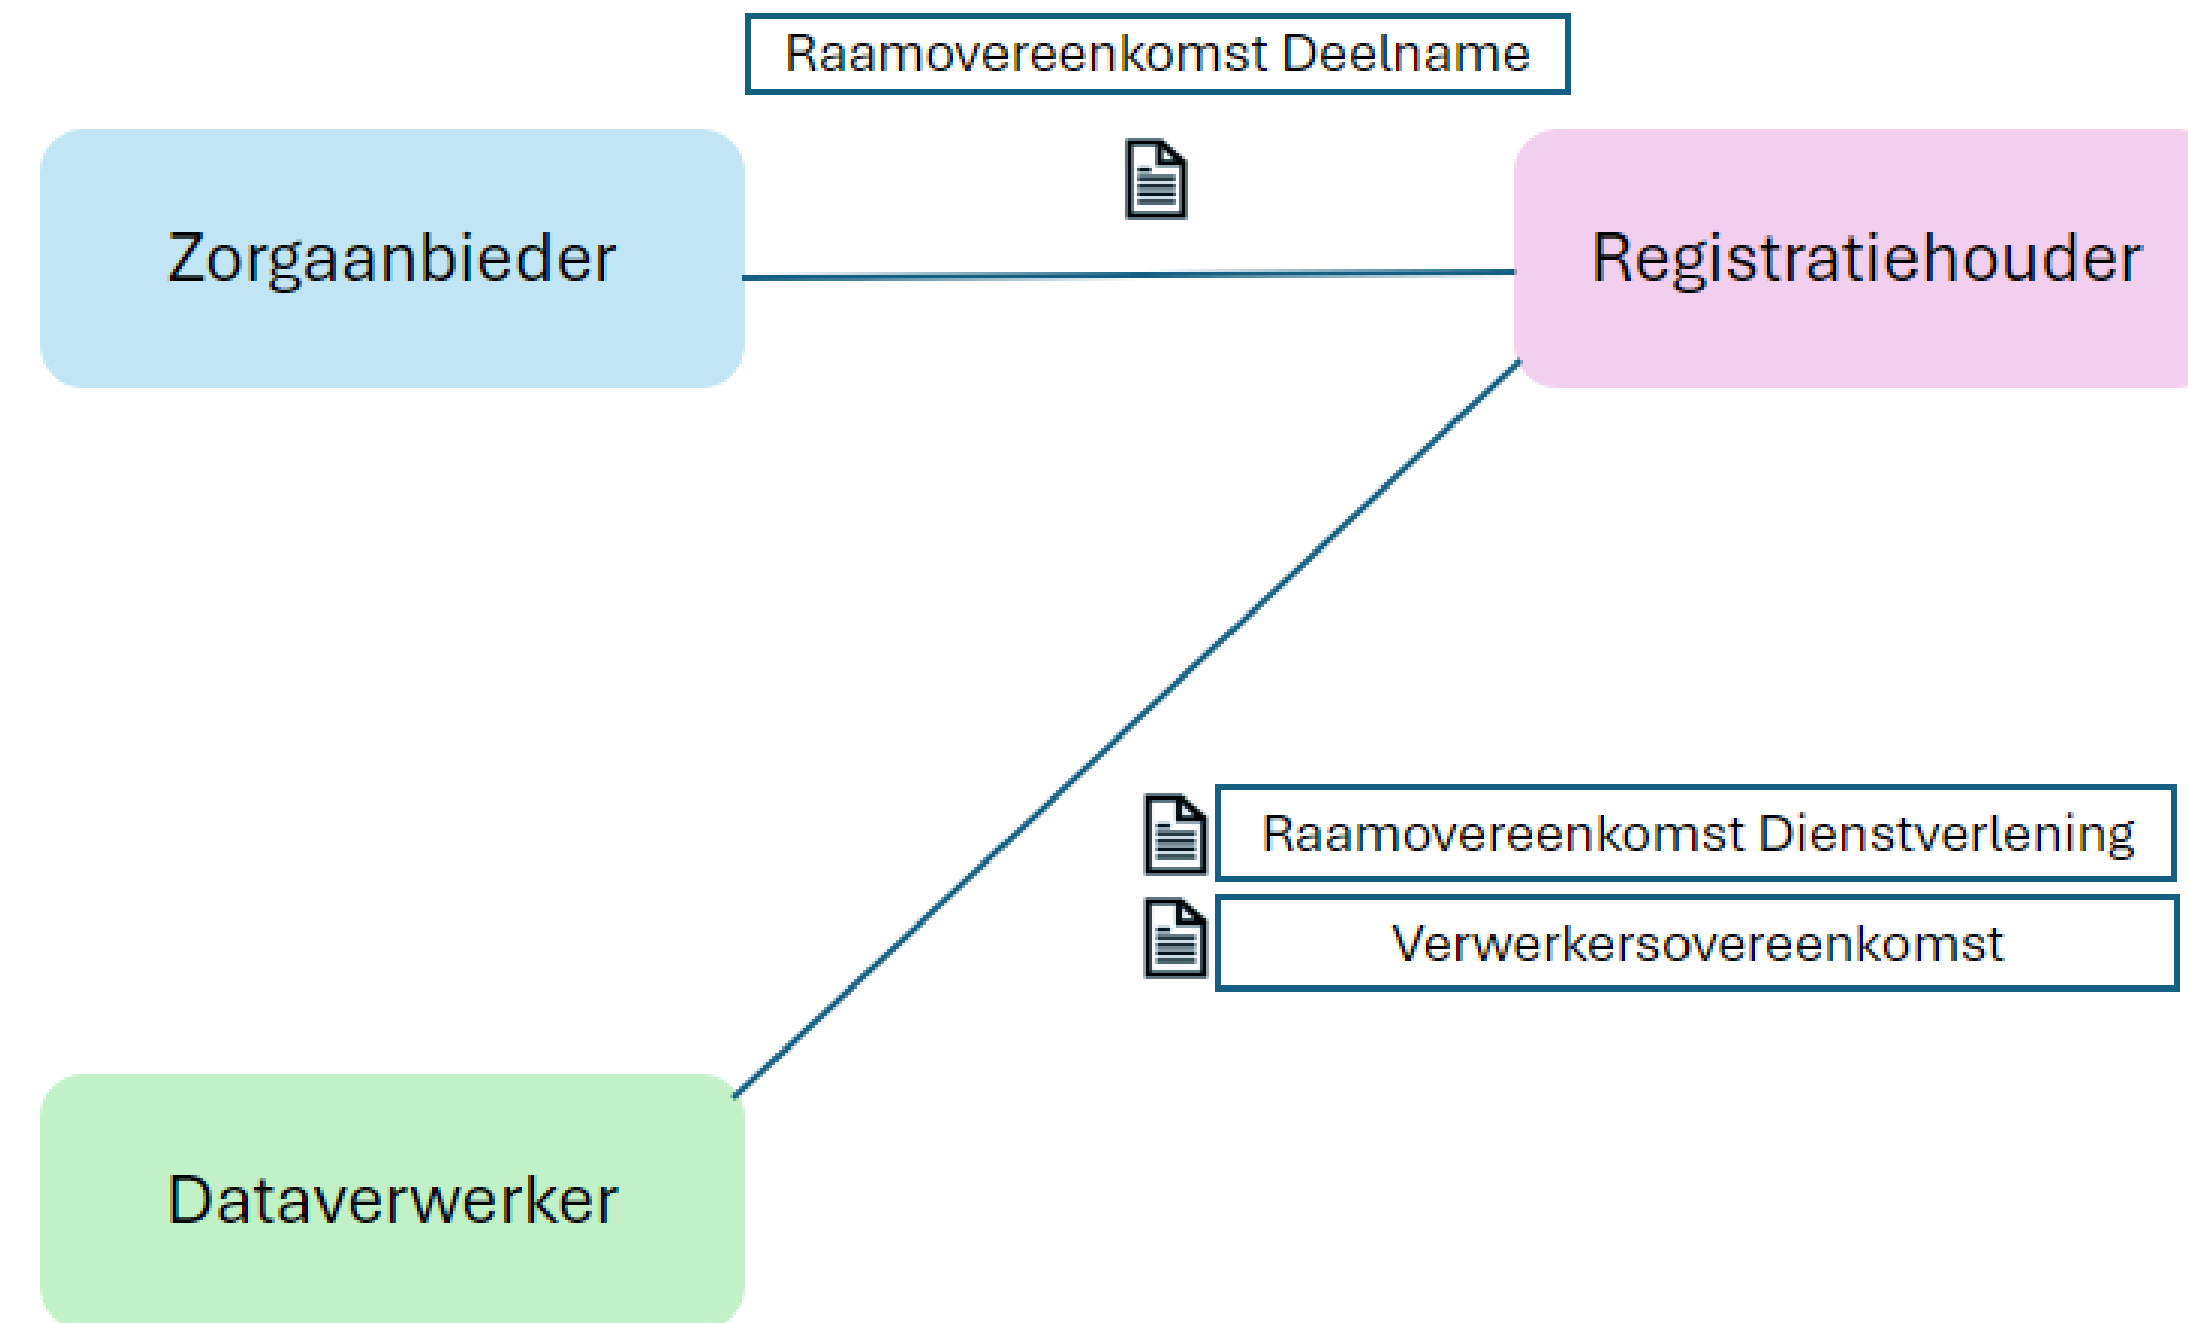 Raamovereenkomst Deelname
Zorgaanbieder
Registratiehouder
Raamovereenkomst Dienstverlening
Verwerkersovereenkomst
Dataverwerker